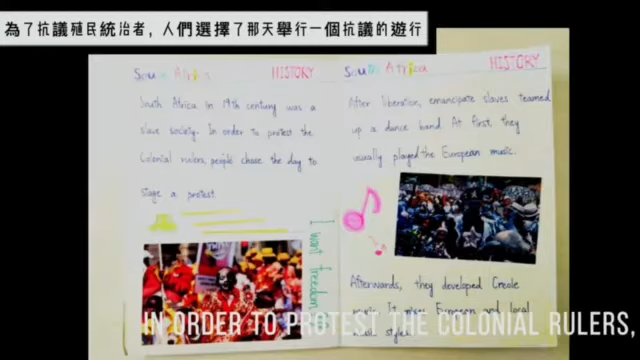 為了抗議殖民統治者, 人們選擇了那天舉行一個抗議的遊行
South Africa HISTORY
South Africa in 19th century was a
slave society. In order to protest the
Colonial rulers, people chose the day to
stage a protest
I want freedom
South Africa HISTORY
After liberation, emancipate slaves teamed
up a dance band. At first, they
usually played the European music.
Afterwards, they developed Creole
music. It mixes European and local
music styles.
IN ORDER TO PROTEST THE COLONIAL RULERS,